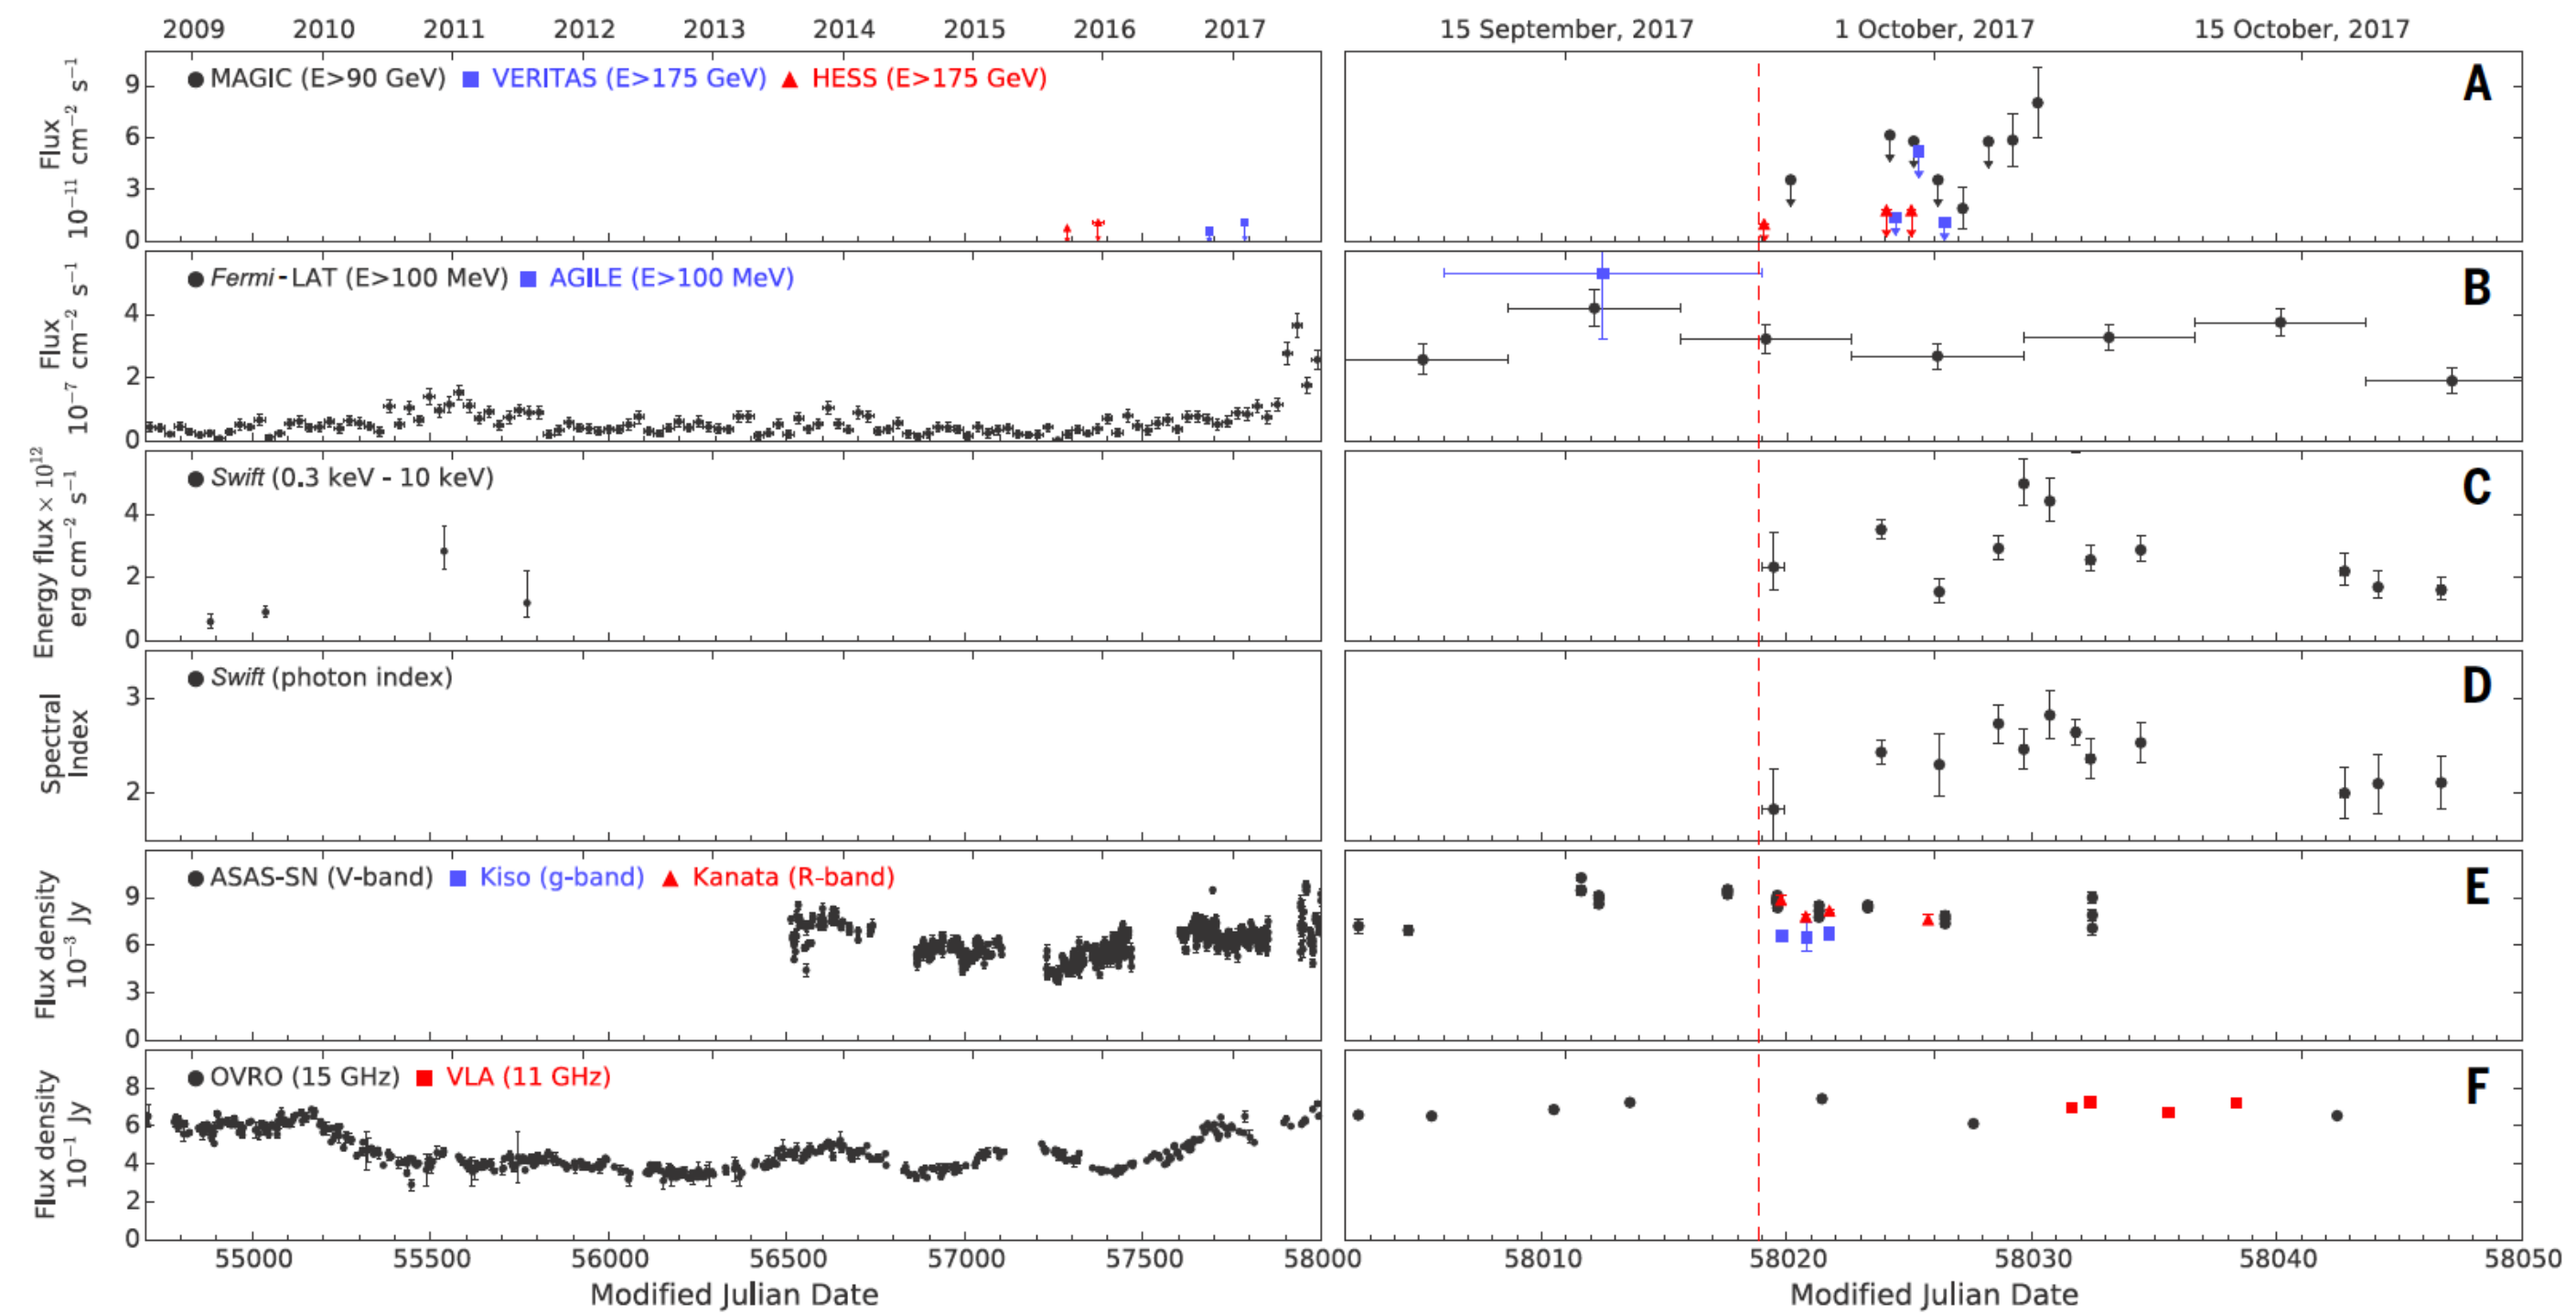 2009 2010 2011 2012 2013 2014 2015 2016 2017 15 September, 2017 1 October, 2017 15 October, 2017
Flux
10⁻¹¹ cm⁻² s⁻¹
9
6
3
0
MAGIC (E>90 GeV) VERITAS (E>175 GeV) HESS (E>175 GeV)
A
Flux
10⁻⁷ cm⁻² s⁻¹
4
2
0
Fermi-LAT (E>100 MeV) AGILE (E>100 MeV)
B
Energy flux × 10¹²
erg cm⁻² s⁻¹
4
2
0
Swift (0.3 keV - 10 keV)
C
Spectral
Index
3
2
Swift (photon index)
D
Flux density
10⁻³ Jy
9
6
3
0
ASAS-SN (V-band) Kiso (g-band) Kanata (R-band)
E
Flux density
10⁻¹ Jy
8
6
4
2
0
OVRO (15 GHz) VLA (11 GHz)
F
55000 55500 56000 56500 57000 57500 58000 58010 58020 58030 58040 58050
Modified Julian Date Modified Julian Date